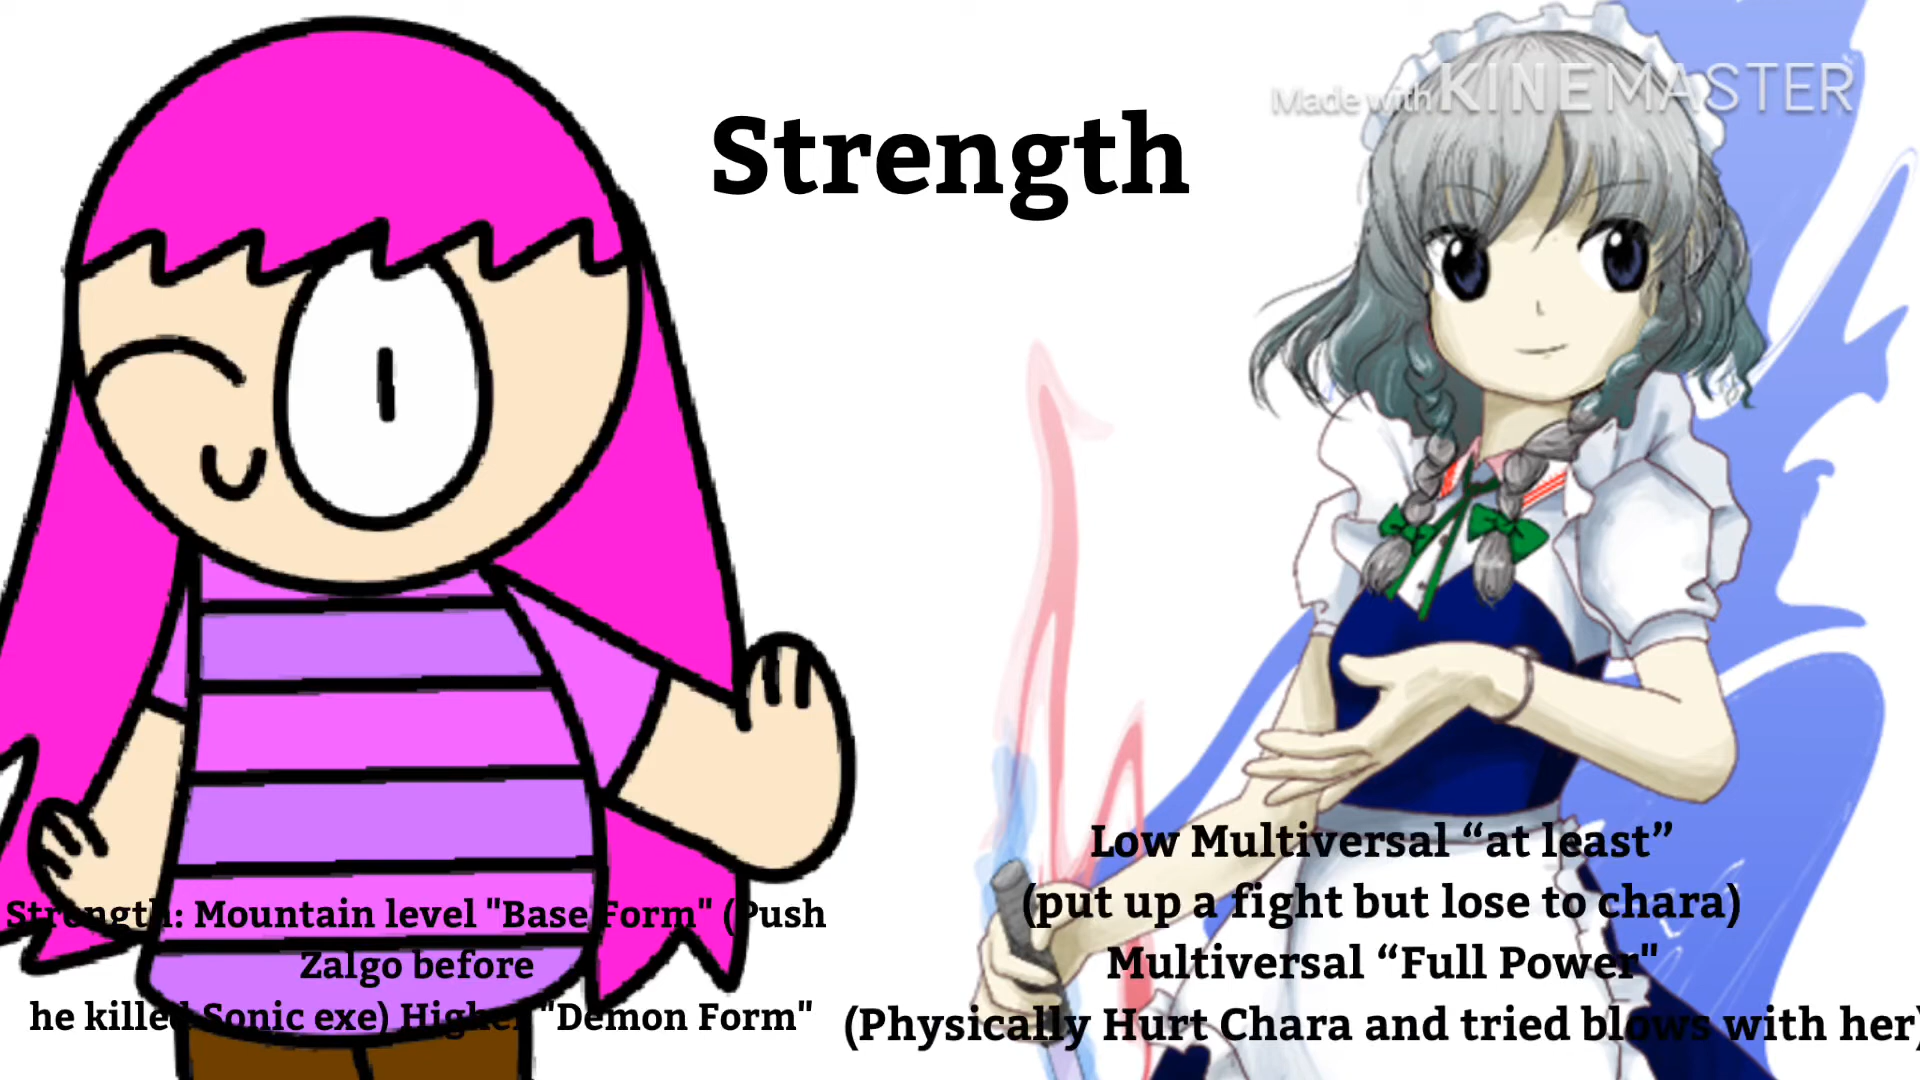 Made with KINEMASTER
Strength
Strength: Mountain level "Base Form" (Push
Zalgo before
he killed Sonic exe) Higher "Demon Form"
Low Multiversal “at least”
(put up a fight but lose to chara)
Multiversal “Full Power"
(Physically Hurt Chara and tried blows with her)